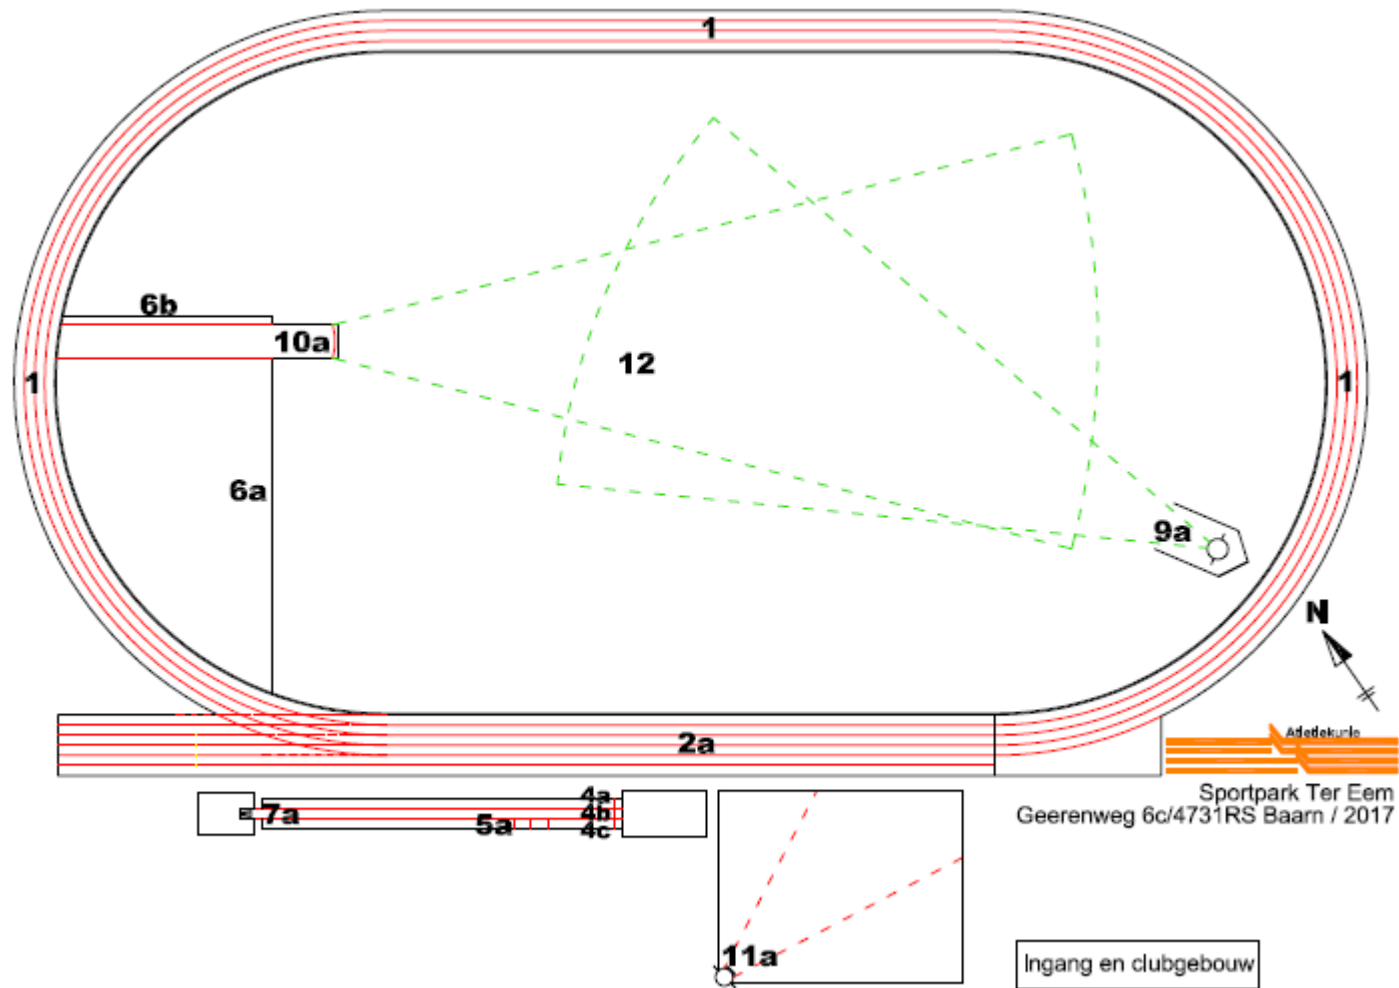 1
6b
10a
12
1
1
6a
9a
N
2a
Atletiekunie
Sportpark Ter Eem
Geerenweg 6c/4731RS Baarn / 2017
7a
5a
4a
4b
4c
11a
Ingang en clubgebouw